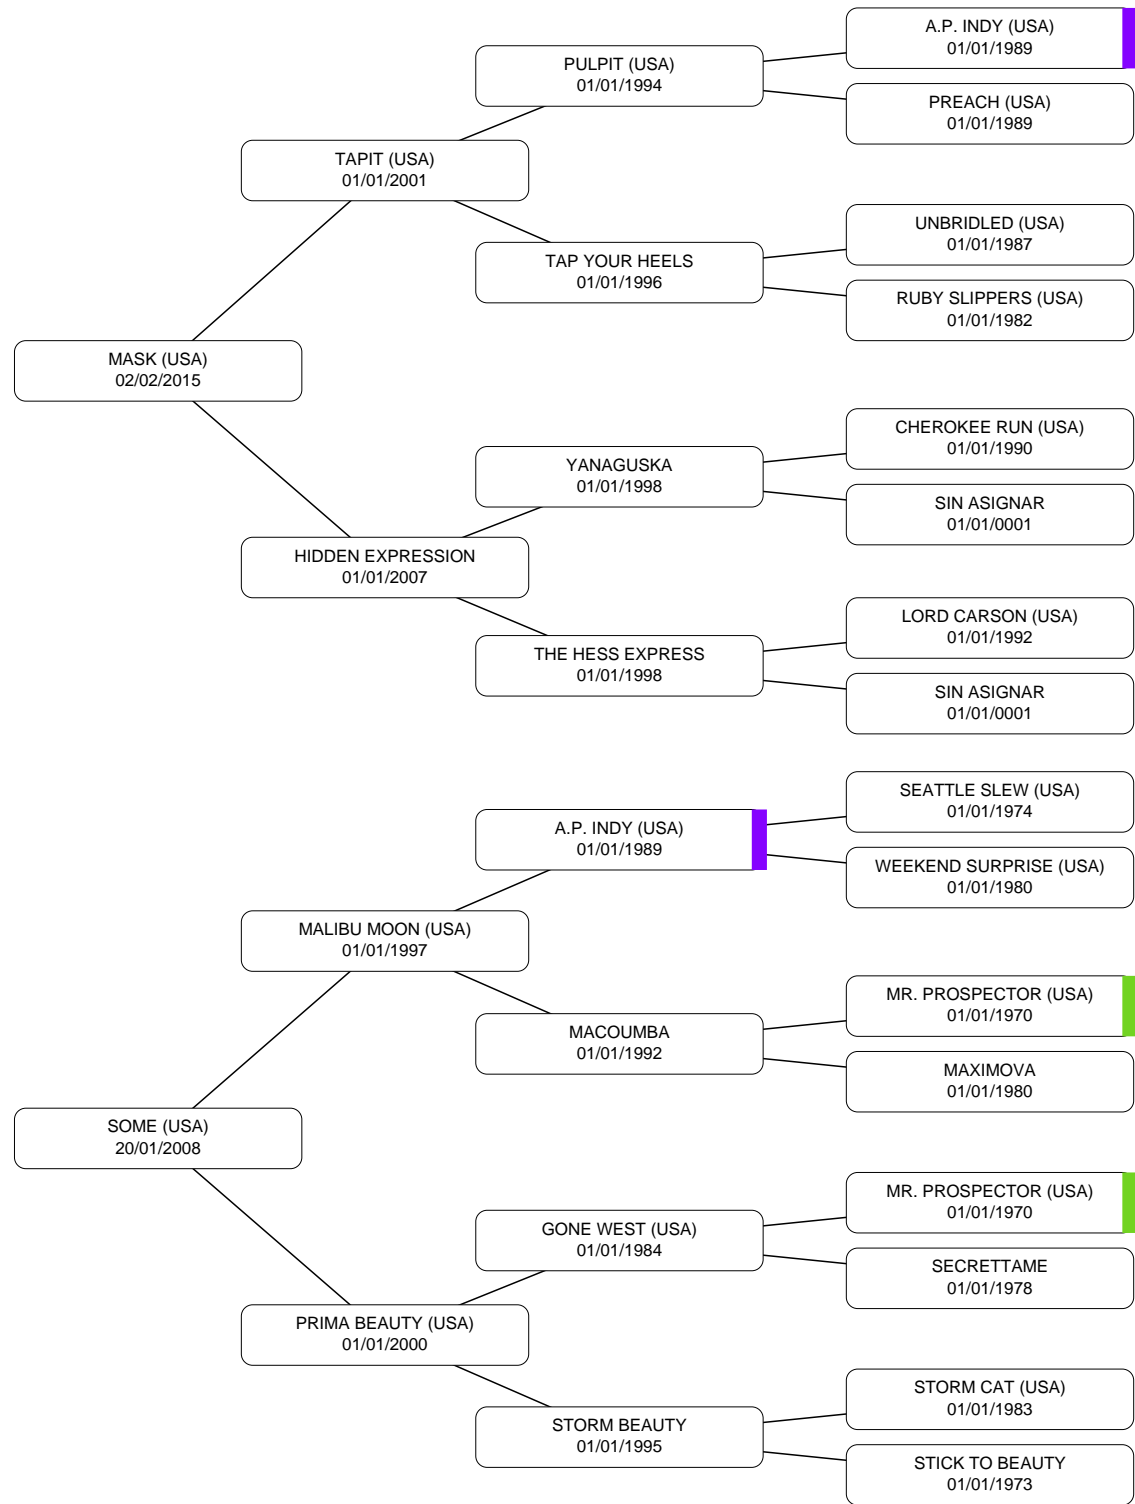 A.P. INDY (USA)
01/01/1989
PULPIT (USA)
01/01/1994
PREACH (USA)
01/01/1989
TAPIT (USA)
01/01/2001
UNBRIDLED (USA)
01/01/1987
TAP YOUR HEELS
01/01/1996
RUBY SLIPPERS (USA)
01/01/1982
MASK (USA)
02/02/2015
CHEROKEE RUN (USA)
01/01/1990
YANAGUSKA
01/01/1998
SIN ASIGNAR
01/01/0001
HIDDEN EXPRESSION
01/01/2007
LORD CARSON (USA)
01/01/1992
THE HESS EXPRESS
01/01/1998
SIN ASIGNAR
01/01/0001
SEATTLE SLEW (USA)
01/01/1974
A.P. INDY (USA)
01/01/1989
WEEKEND SURPRISE (USA)
01/01/1980
MALIBU MOON (USA)
01/01/1997
MR. PROSPECTOR (USA)
01/01/1970
MACOUMBA
01/01/1992
MAXIMOVA
01/01/1980
SOME (USA)
20/01/2008
MR. PROSPECTOR (USA)
01/01/1970
GONE WEST (USA)
01/01/1984
SECRETTAME
01/01/1978
PRIMA BEAUTY (USA)
01/01/2000
STORM CAT (USA)
01/01/1983
STORM BEAUTY
01/01/1995
STICK TO BEAUTY
01/01/1973